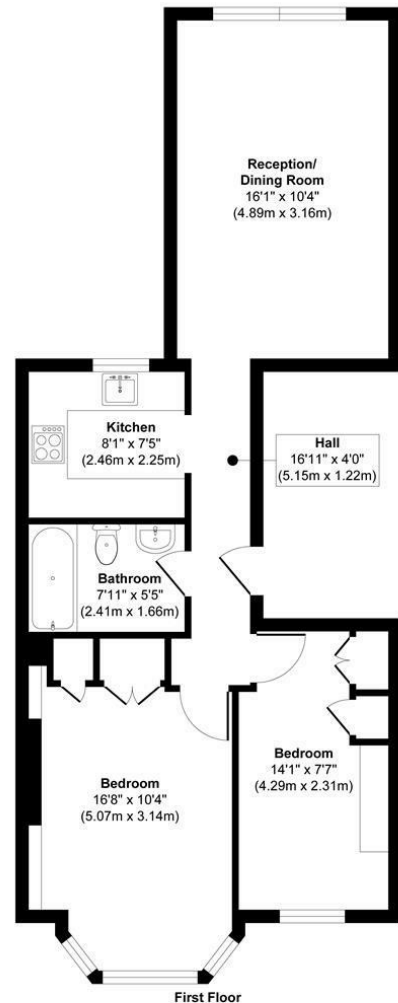 Reception/
Dining Room
16'1" x 10'4"
(4.89m x 3.16m)
Kitchen
8'1" x 7'5"
(2.46m x 2.25m)
Hall
16'11" x 4'0"
(5.15m x 1.22m)
Bathroom
7'11" x 5'5"
(2.41m x 1.66m)
Bedroom
14'1" x 7'7"
(4.29m x 2.31m)
Bedroom
16'8" x 10'4"
(5.07m x 3.14m)
First Floor